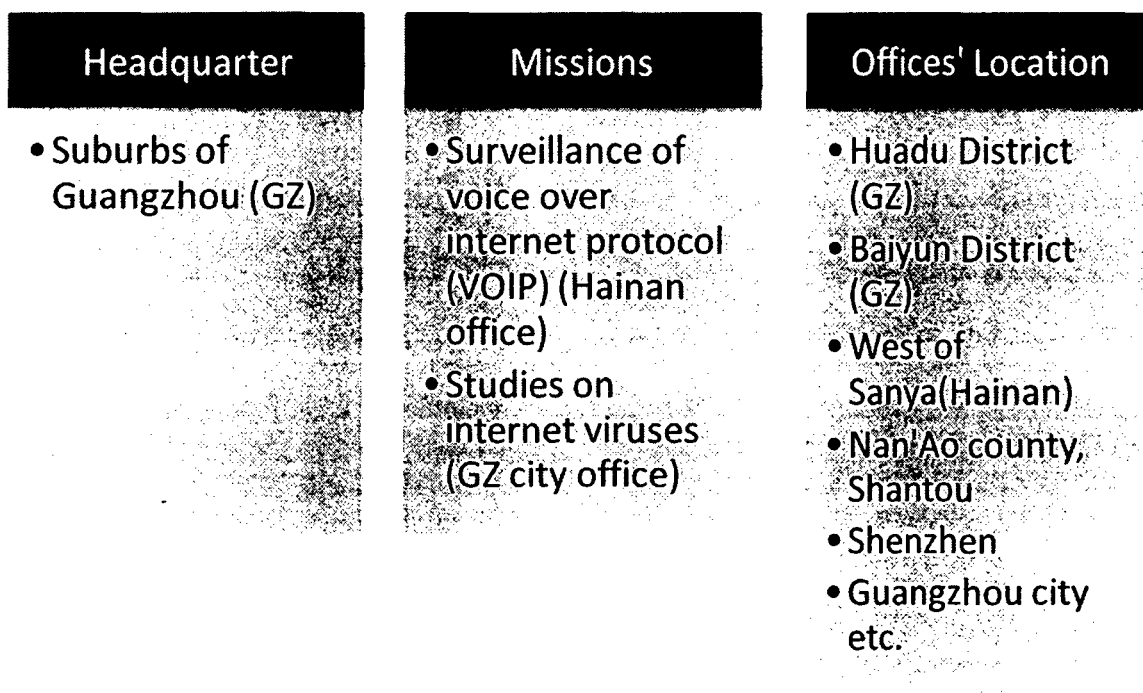 Headquarter
• Suburbs of
Guangzhou (GZ)
Missions
• Surveillance of
voice over
internet protocol
(VOIP) (Hainan
office)
• Studies on
internet viruses
(GZ city office)
Offices' Location
• Huadu District
(GZ)
• Baiyun District
(GZ)
• West of
Sanya(Hainan)
• Nan'Ao county,
Shantou
• Shenzhen
• Guangzhou city
etc.